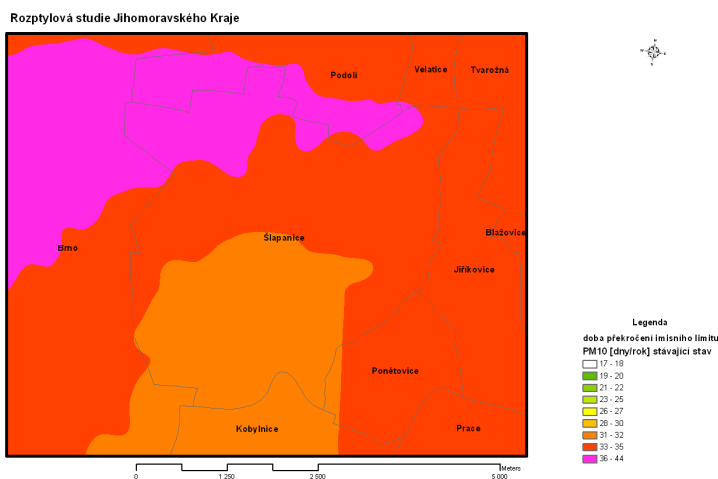 Rozptylová studie Jihomoravského Kraje
N
W E
S
Podolí
Velatice
Tvarožná
Šlapanice
Blažovice
Brno
Jiříkovice
Ponětovice
Kobylnice
Prace
Legenda
doba překročení imisního limitu
PM10 [dny/rok] stávající stav
17 - 18
19 - 20
21 - 22
23 - 25
26 - 27
28 - 30
31 - 32
33 - 35
36 - 44
Meters
0 1 250 2 500 5 000